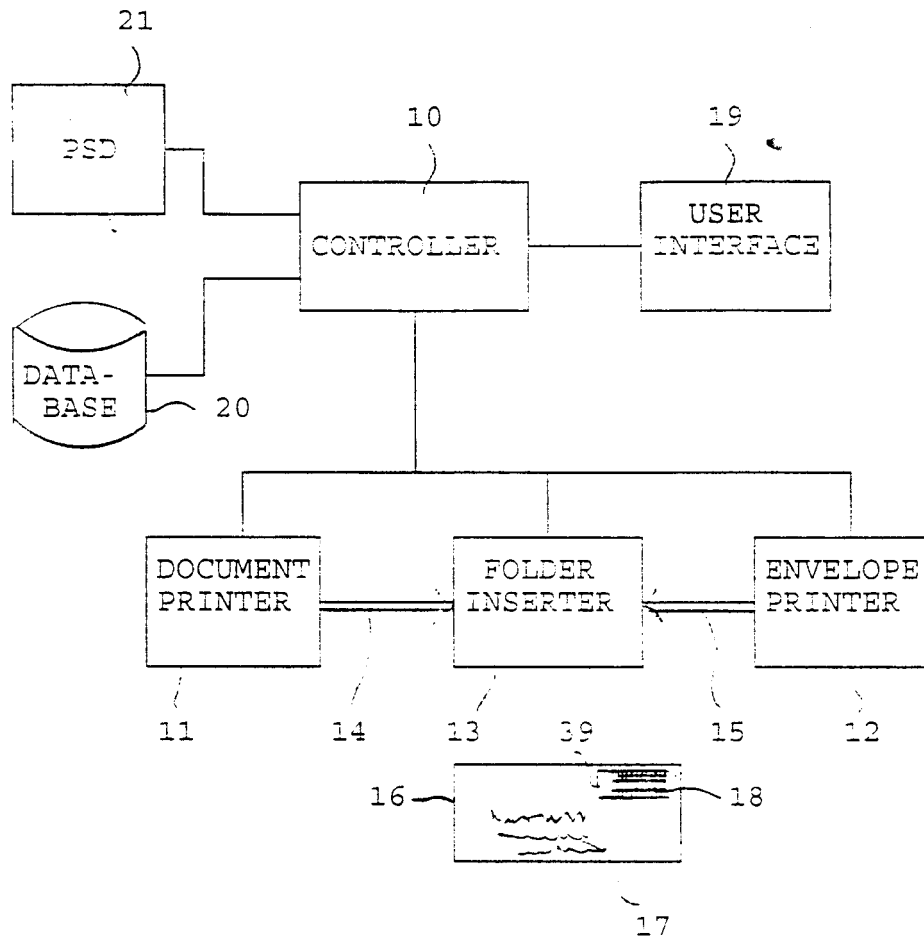 21
PSD
10
19
CONTROLLER
USER
INTERFACE
DATA-
BASE
20
DOCUMENT
PRINTER
FOLDER
INSERTER
ENVELOPE
PRINTER
11
14
13
39
15
12
16
18
17